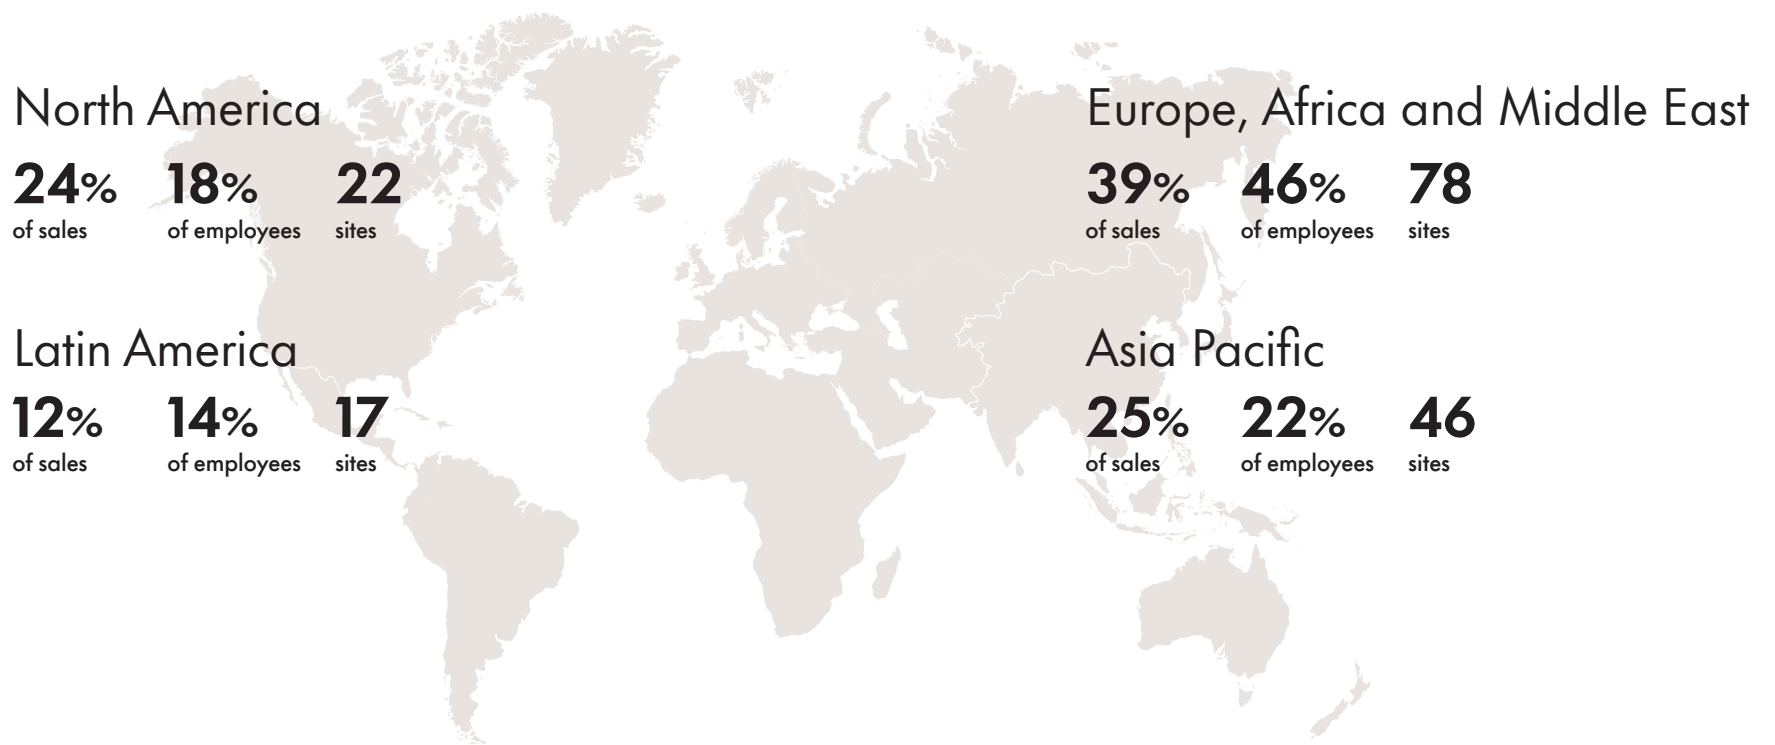 North America
24% 18% 22
of sales of employees sites
Latin America
12% 14% 17
of sales of employees sites
Europe, Africa and Middle East
39% 46% 78
of sales of employees sites
Asia Pacific
25% 22% 46
of sales of employees sites